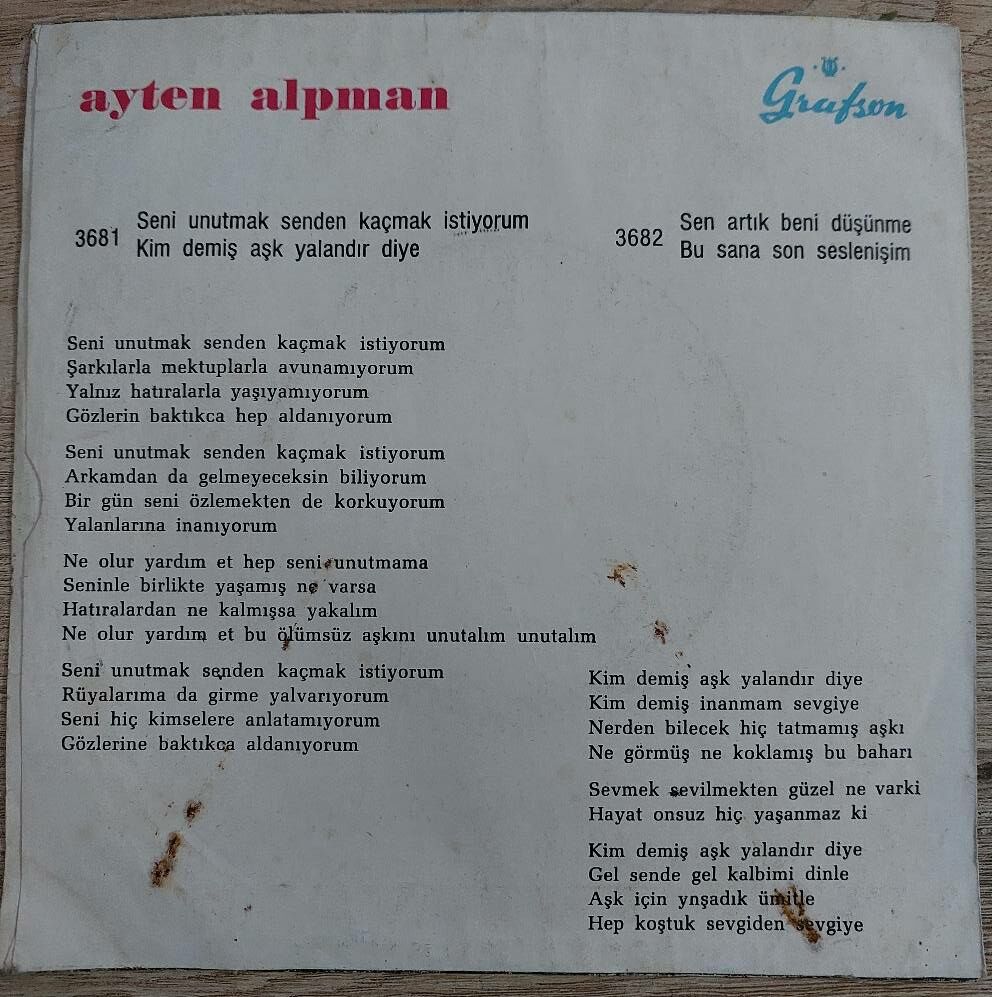 ayten alpman
Grafson
3681
Seni unutmak senden kaçmak istiyorum
Kim demiş aşk yalandır diye
3682
Sen artık beni düşünme
Bu sana son seslenişim
Seni unutmak senden kaçmak istiyorum
Şarkılarla mektuplarla avunamıyorum
Yalnız hatıralarla yaşıyamıyorum
Gözlerin baktıkca hep aldanıyorum
Seni unutmak senden kaçmak istiyorum
Arkamdan da gelmeyeceksin biliyorum
Bir gün seni özlemekten de korkuyorum
Yalanlarına inanıyorum
Ne olur yardım et hep seni unutmama
Seninle birlikte yaşamış ne varsa
Hatıralardan ne kalmışsa yakalım
Ne olur yardım et bu ölümsüz aşkını unutalım unutalım
Seni unutmak senden kaçmak istiyorum
Rüyalarıma da girme yalvarıyorum
Seni hiç kimselere anlatamıyorum
Gözlerine baktıkca aldanıyorum
Kim demiş aşk yalandır diye
Kim demiş inanmam sevgiye
Nerden bilecek hiç tatmamış aşkı
Ne görmüş ne koklamış bu baharı
Sevmek sevilmekten güzel ne varki
Hayat onsuz hiç yaşanmaz ki
Kim demiş aşk yalandır diye
Gel sende gel kalbimi dinle
Aşk için ynşadık ümitle
Hep koştuk sevgiden sevgiye